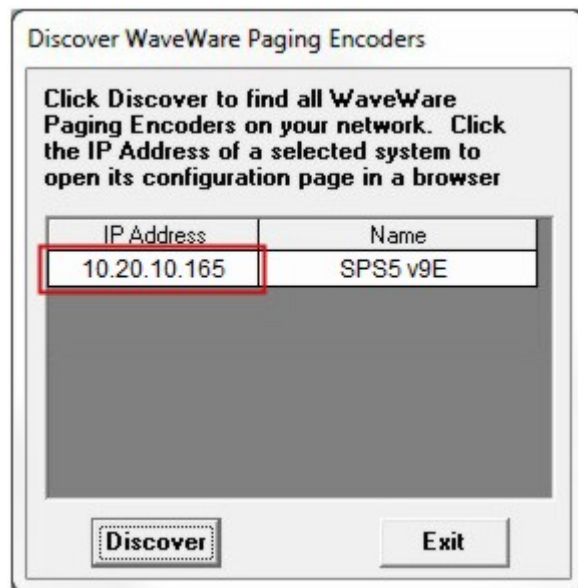 Discover WaveWare Paging Encoders
Click Discover to find all WaveWare
Paging Encoders on your network. Click
the IP Address of a selected system to
open its configuration page in a browser
IP Address Name
10.20.10.165 SPS5 v9E
Discover Exit